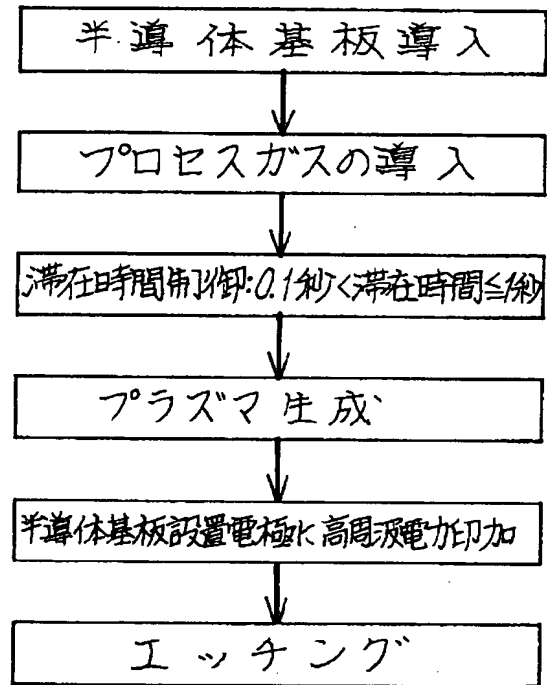 半導体基板導入
プロセスガスの導入
滞在時間制御:0.1秒<滞在時間≦1秒
プラズマ生成
半導体基板設置電極に高周波電力印加
エッチング